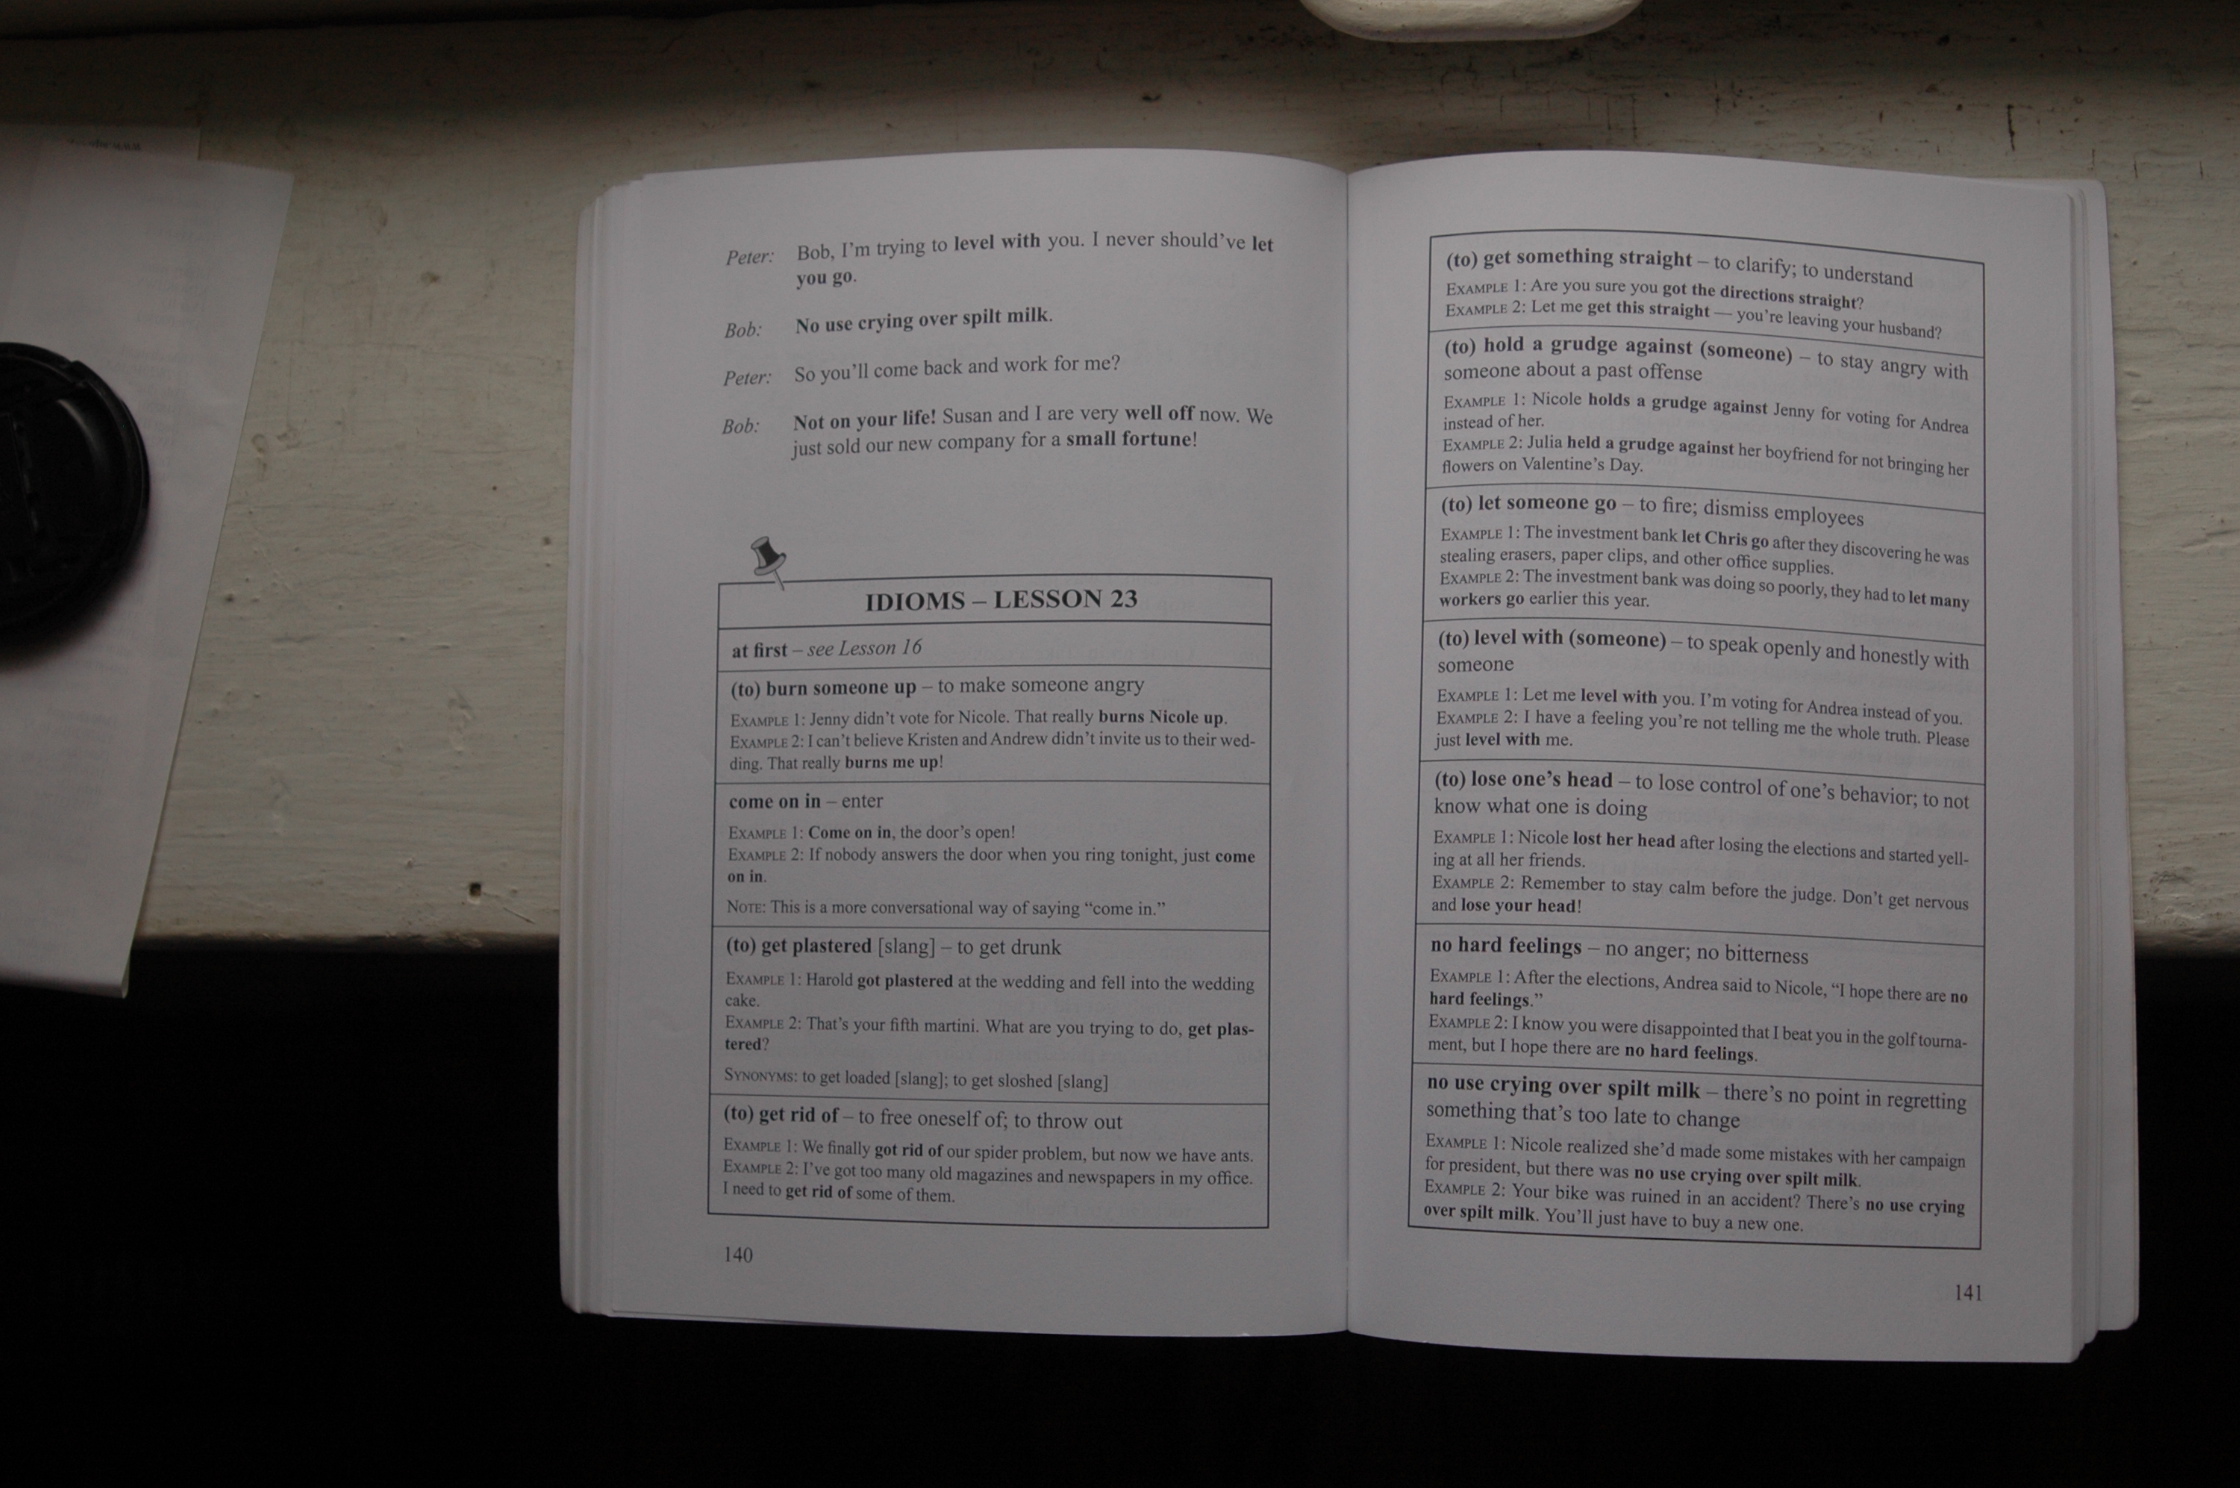 Peter: Bob, I'm trying to level with you. I never should've let
you go.
Bob: No use crying over spilt milk.
Peter: So you'll come back and work for me?
Bob: Not on your life! Susan and I are very well off now. We
just sold our new company for a small fortune!
IDIOMS – LESSON 23
at first – see Lesson 16
(to) burn someone up – to make someone angry
EXAMPLE 1: Jenny didn't vote for Nicole. That really burns Nicole up.
EXAMPLE 2: I can't believe Kristen and Andrew didn't invite us to their wed-
ding. That really burns me up!
come on in – enter
EXAMPLE 1: Come on in, the door's open!
EXAMPLE 2: If nobody answers the door when you ring tonight, just come
on in.
NOTE: This is a more conversational way of saying “come in.”
(to) get plastered [slang] – to get drunk
EXAMPLE 1: Harold got plastered at the wedding and fell into the wedding
cake.
EXAMPLE 2: That's your fifth martini. What are you trying to do, get plas-
tered?
SYNONYMS: to get loaded [slang]; to get sloshed [slang]
(to) get rid of – to free oneself of; to throw out
EXAMPLE 1: We finally got rid of our spider problem, but now we have ants.
EXAMPLE 2: I've got too many old magazines and newspapers in my office.
I need to get rid of some of them.
140
(to) get something straight – to clarify; to understand
EXAMPLE 1: Are you sure you got the directions straight?
EXAMPLE 2: Let me get this straight — you're leaving your husband?
(to) hold a grudge against (someone) – to stay angry with
someone about a past offense
EXAMPLE 1: Nicole holds a grudge against Jenny for voting for Andrea
instead of her.
EXAMPLE 2: Julia held a grudge against her boyfriend for not bringing her
flowers on Valentine's Day.
(to) let someone go – to fire; dismiss employees
EXAMPLE 1: The investment bank let Chris go after they discovering he was
stealing erasers, paper clips, and other office supplies.
EXAMPLE 2: The investment bank was doing so poorly, they had to let many
workers go earlier this year.
(to) level with (someone) – to speak openly and honestly with
someone
EXAMPLE 1: Let me level with you. I'm voting for Andrea instead of you.
EXAMPLE 2: I have a feeling you're not telling me the whole truth. Please
just level with me.
(to) lose one's head – to lose control of one's behavior; to not
know what one is doing
EXAMPLE 1: Nicole lost her head after losing the elections and started yell-
ing at all her friends.
EXAMPLE 2: Remember to stay calm before the judge. Don't get nervous
and lose your head!
no hard feelings – no anger; no bitterness
EXAMPLE 1: After the elections, Andrea said to Nicole, “I hope there are no
hard feelings.”
EXAMPLE 2: I know you were disappointed that I beat you in the golf tourna-
ment, but I hope there are no hard feelings.
no use crying over spilt milk – there's no point in regretting
something that's too late to change
EXAMPLE 1: Nicole realized she'd made some mistakes with her campaign
for president, but there was no use crying over spilt milk.
EXAMPLE 2: Your bike was ruined in an accident? There's no use crying
over spilt milk. You'll just have to buy a new one.
141